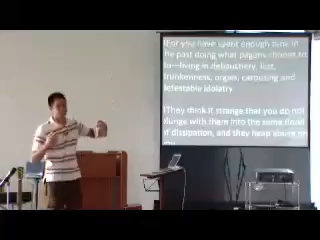 For you have spent enough time in
the past doing what pagans choose to
do—living in debauchery, lust,
drunkenness, orgies, carousing and
detestable idolatry.
They think it strange that you do not
plunge with them into the same flood
of dissipation, and they heap abuse on
you.